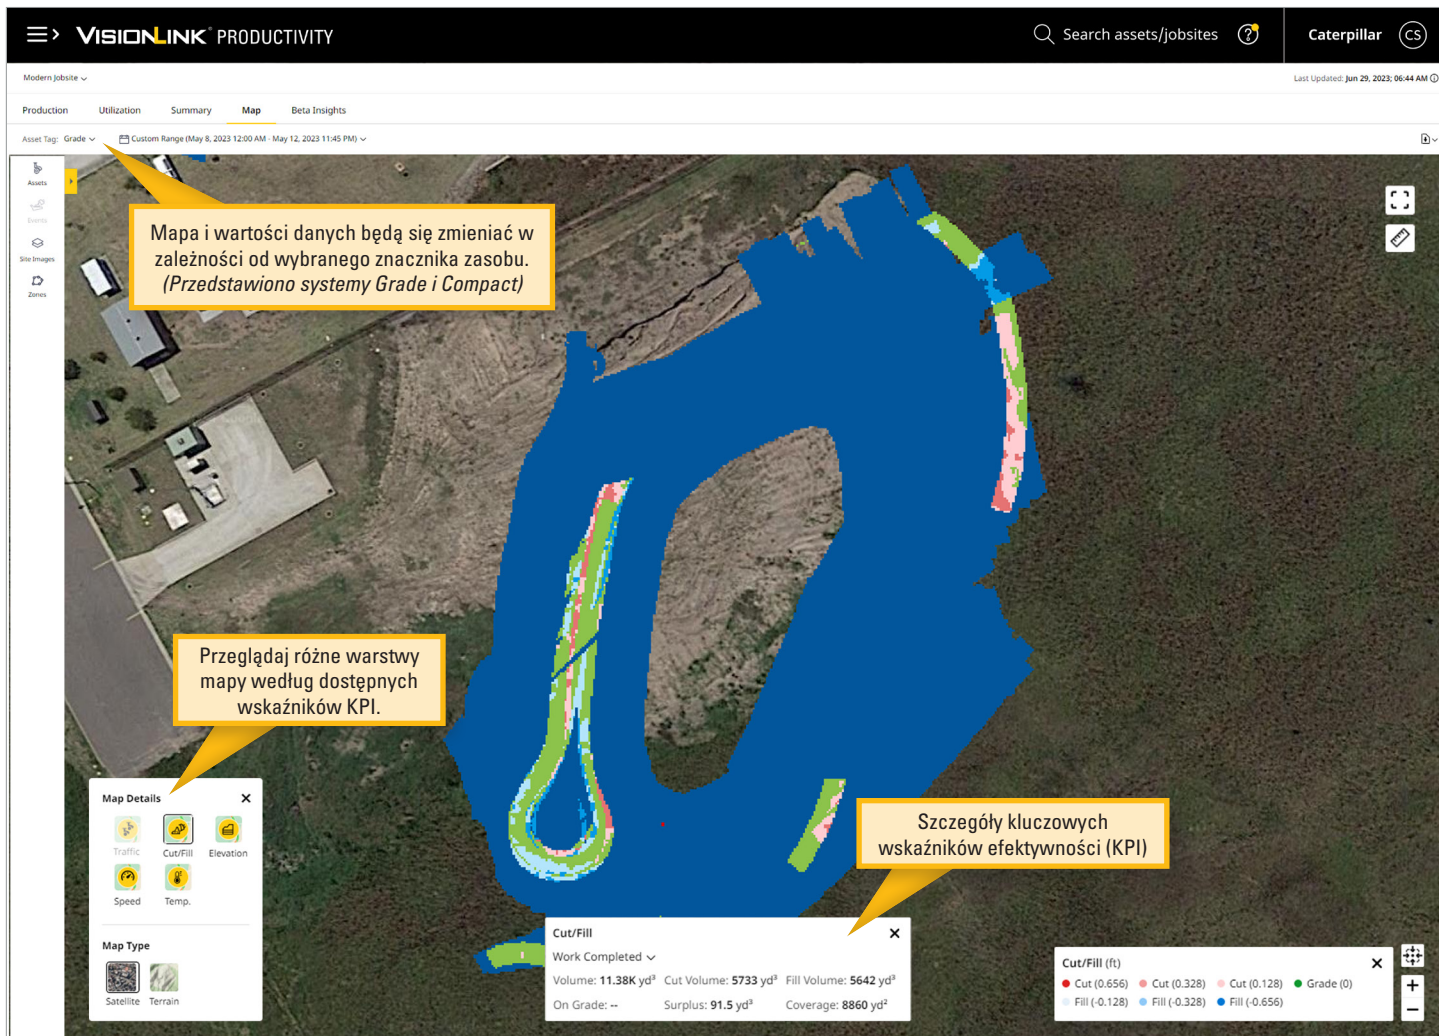 VISIONLINK® PRODUCTIVITY
Search assets/jobsites
Caterpillar
CS
Modern Jobsite
Last Updated: Jun 29, 2023; 06:44 AM
Production
Utilization
Summary
Map
Beta Insights
Asset Tag: Grade
Custom Range (May 8, 2023 12:00 AM - May 12, 2023 11:45 PM)
Assets
Events
Site Images
Zones
Mapa i wartości danych będą się zmieniać w
zależności od wybranego znacznika zasobu.
(Przedstawiono systemy Grade i Compact)
Przeglądaj różne warstwy
mapy według dostępnych
wskaźników KPI.
Map Details
Traffic
Cut/Fill
Elevation
Speed
Temp.
Map Type
Satellite
Terrain
Szczegóły kluczowych
wskaźników efektywności (KPI)
Cut/Fill
Work Completed
Volume: 11.38K yd³ Cut Volume: 5733 yd³ Fill Volume: 5642 yd³
On Grade: -- Surplus: 91.5 yd³ Coverage: 8860 yd²
Cut/Fill (ft)
Cut (0.656) Cut (0.328) Cut (0.128) Grade (0)
Fill (-0.128) Fill (-0.328) Fill (-0.656)